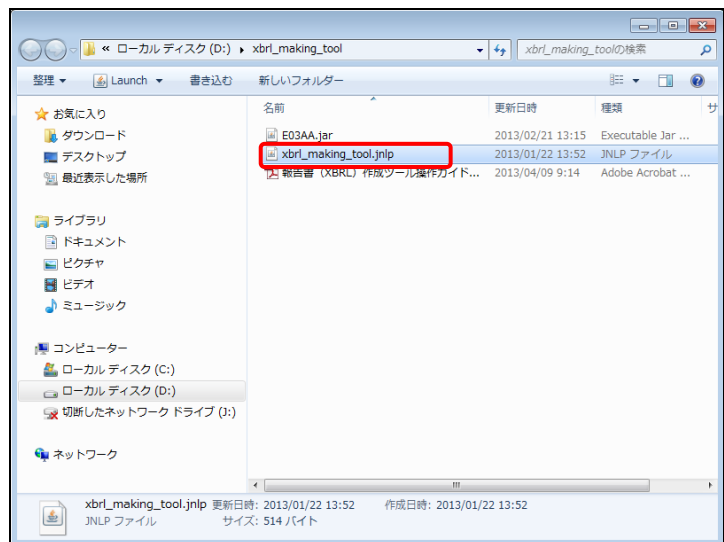 « ローカル ディスク (D:) ▸ xbrl_making_tool
xbrl_making_toolの検索
整理 ▼ Launch ▼ 書き込む 新しいフォルダー
お気に入り
ダウンロード
デスクトップ
最近表示した場所
ライブラリ
ドキュメント
ピクチャ
ビデオ
ミュージック
コンピューター
ローカル ディスク (C:)
ローカル ディスク (D:)
切断したネットワーク ドライブ (J:)
ネットワーク
名前 更新日時 種類 サ
E03AA.jar 2013/02/21 13:15 Executable Jar ...
xbrl_making_tool.jnlp 2013/01/22 13:52 JNLP ファイル
報告書（XBRL）作成ツール操作ガイド... 2013/04/09 9:14 Adobe Acrobat ...
xbrl_making_tool.jnlp 更新日時: 2013/01/22 13:52 作成日時: 2013/01/22 13:52
JNLP ファイル サイズ: 514 バイト